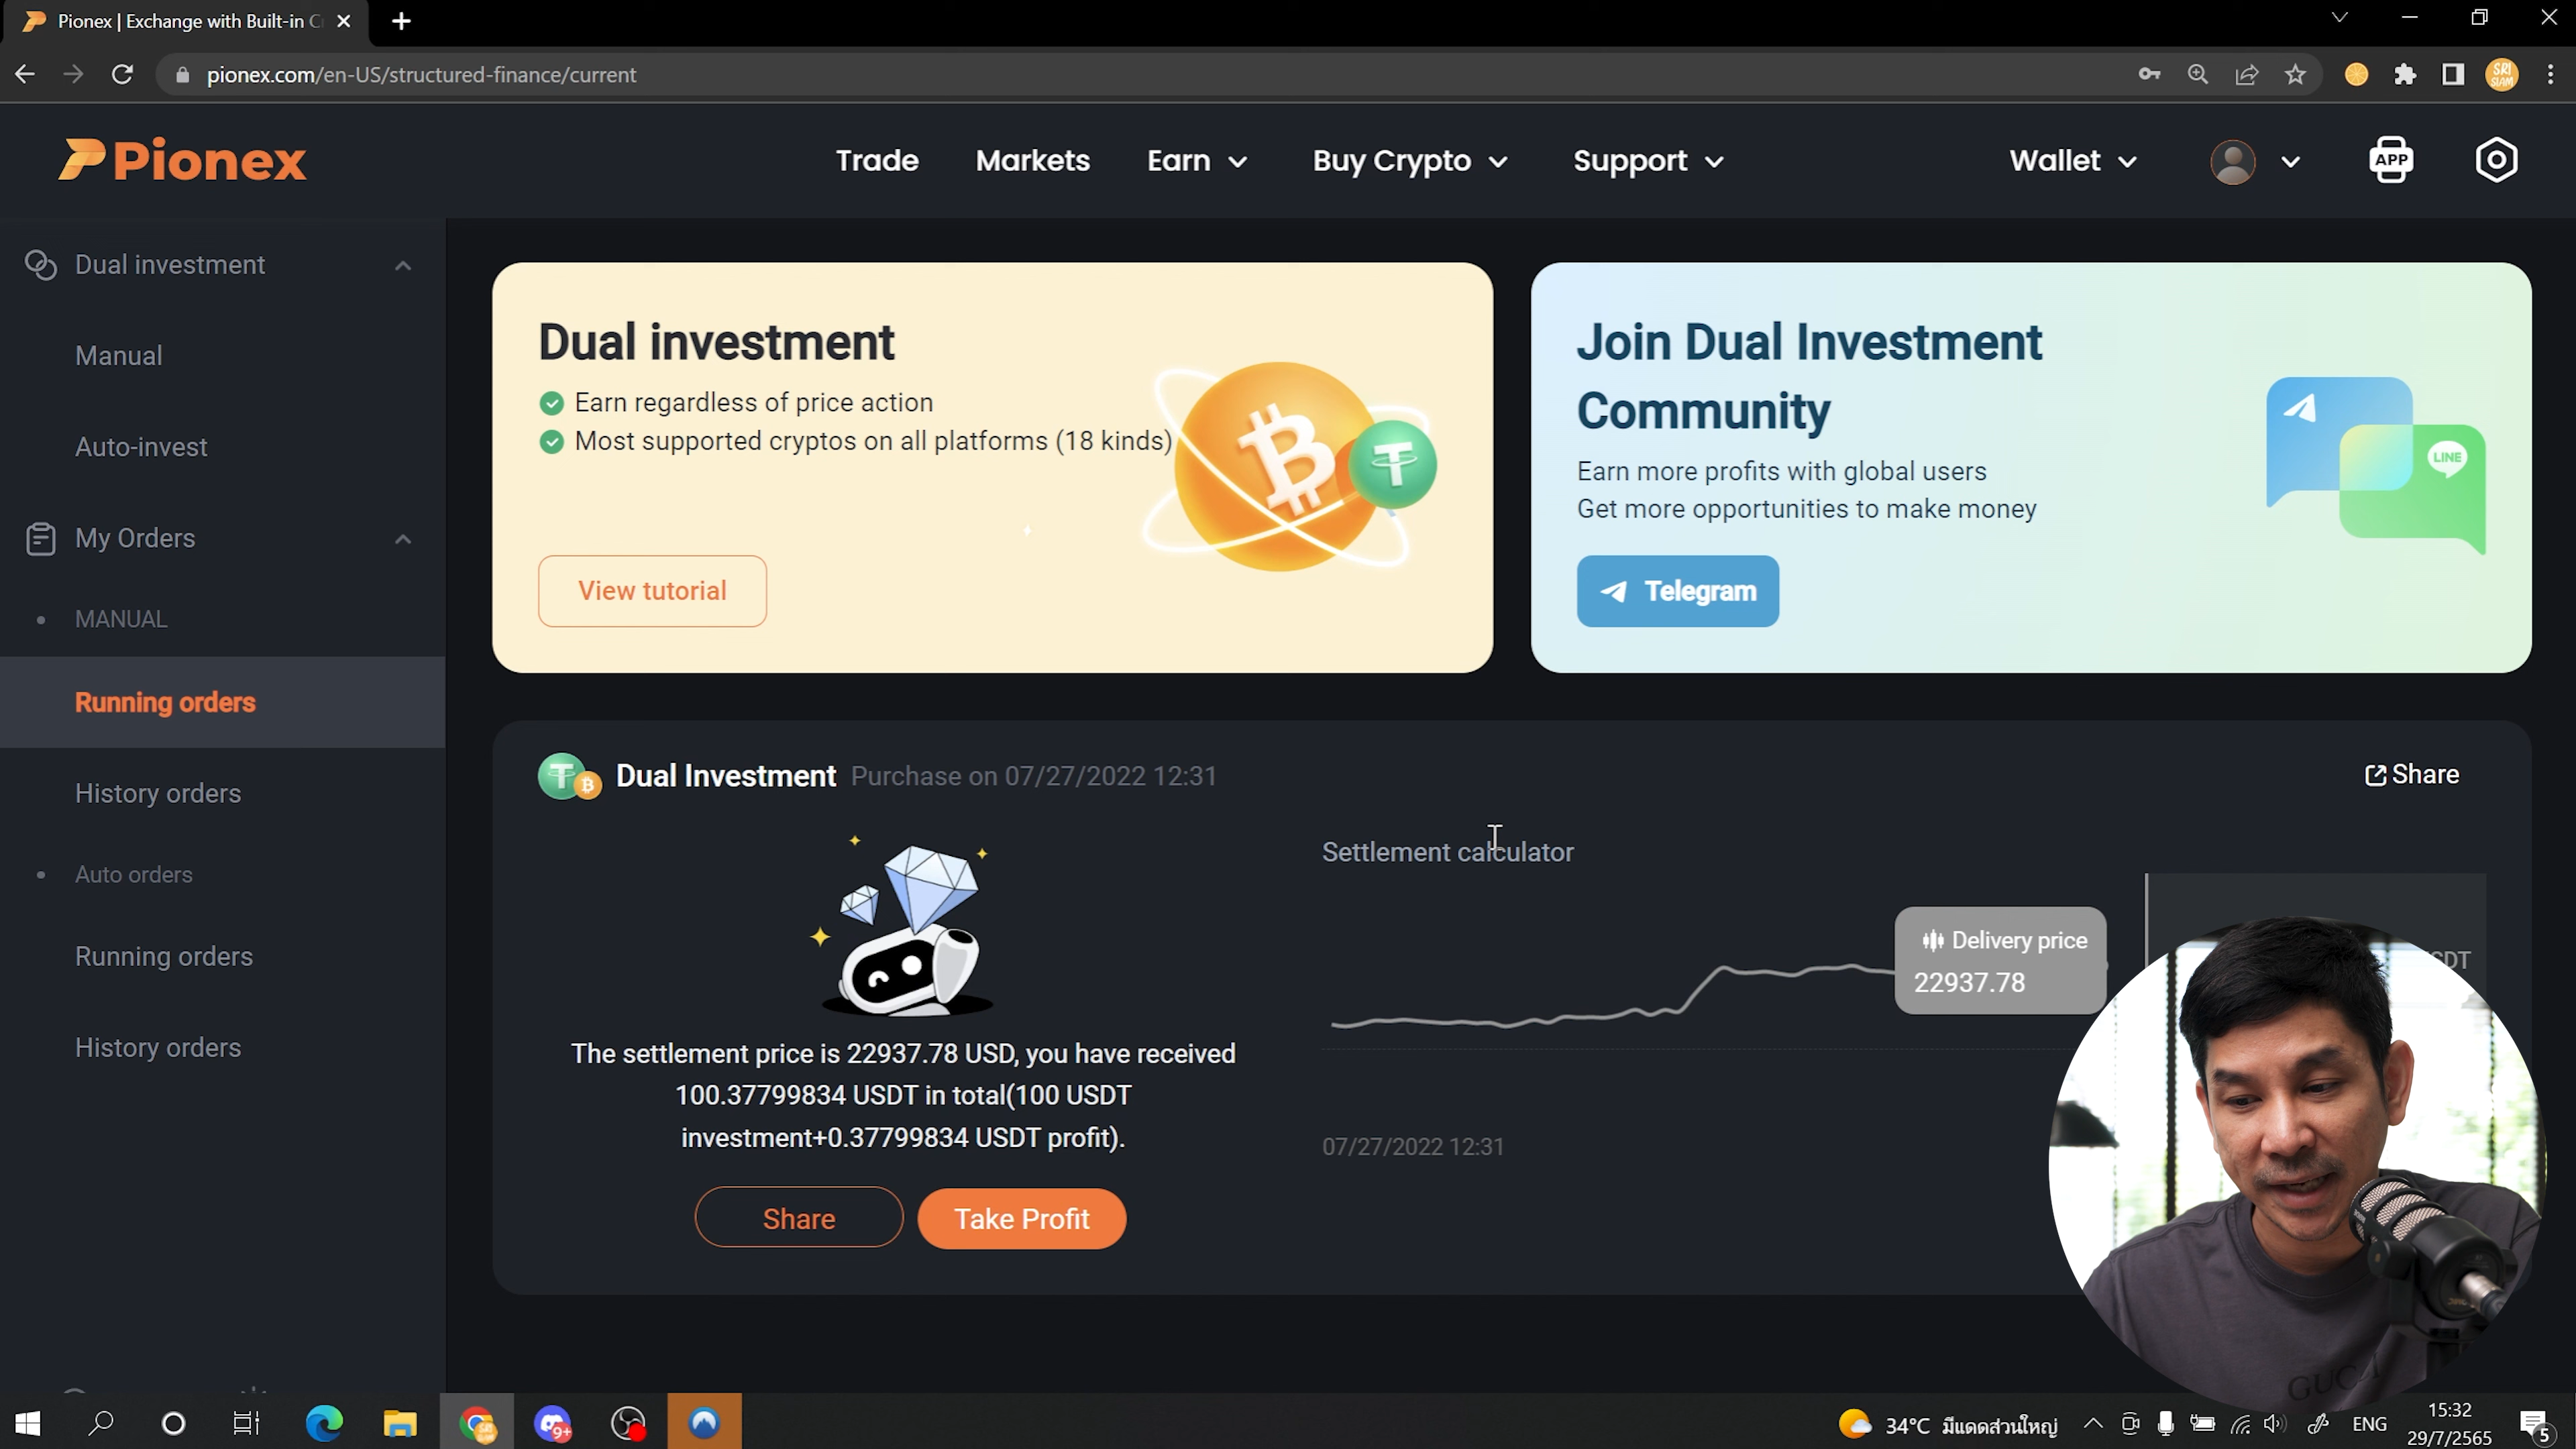 Pionex | Exchange with Built-in C
pionex.com/en-US/structured-finance/current
SRI
SIAM
Pionex
Trade
Markets
Earn
Buy Crypto
Support
Wallet
APP
Dual investment
Manual
Auto-invest
My Orders
MANUAL
Running orders
History orders
Auto orders
Running orders
History orders
Dual investment
Earn regardless of price action
Most supported cryptos on all platforms (18 kinds)
View tutorial
Join Dual Investment
Community
Earn more profits with global users
Get more opportunities to make money
Telegram
LINE
Dual Investment Purchase on 07/27/2022 12:31
Share
The settlement price is 22937.78 USD, you have received
100.37799834 USDT in total(100 USDT
investment+0.37799834 USDT profit).
Share
Take Profit
Settlement calculator
Delivery price
22937.78
07/27/2022 12:31
GUCCI
9+
34°C มีแดดส่วนใหญ่
ENG
15:32
29/7/2565
5